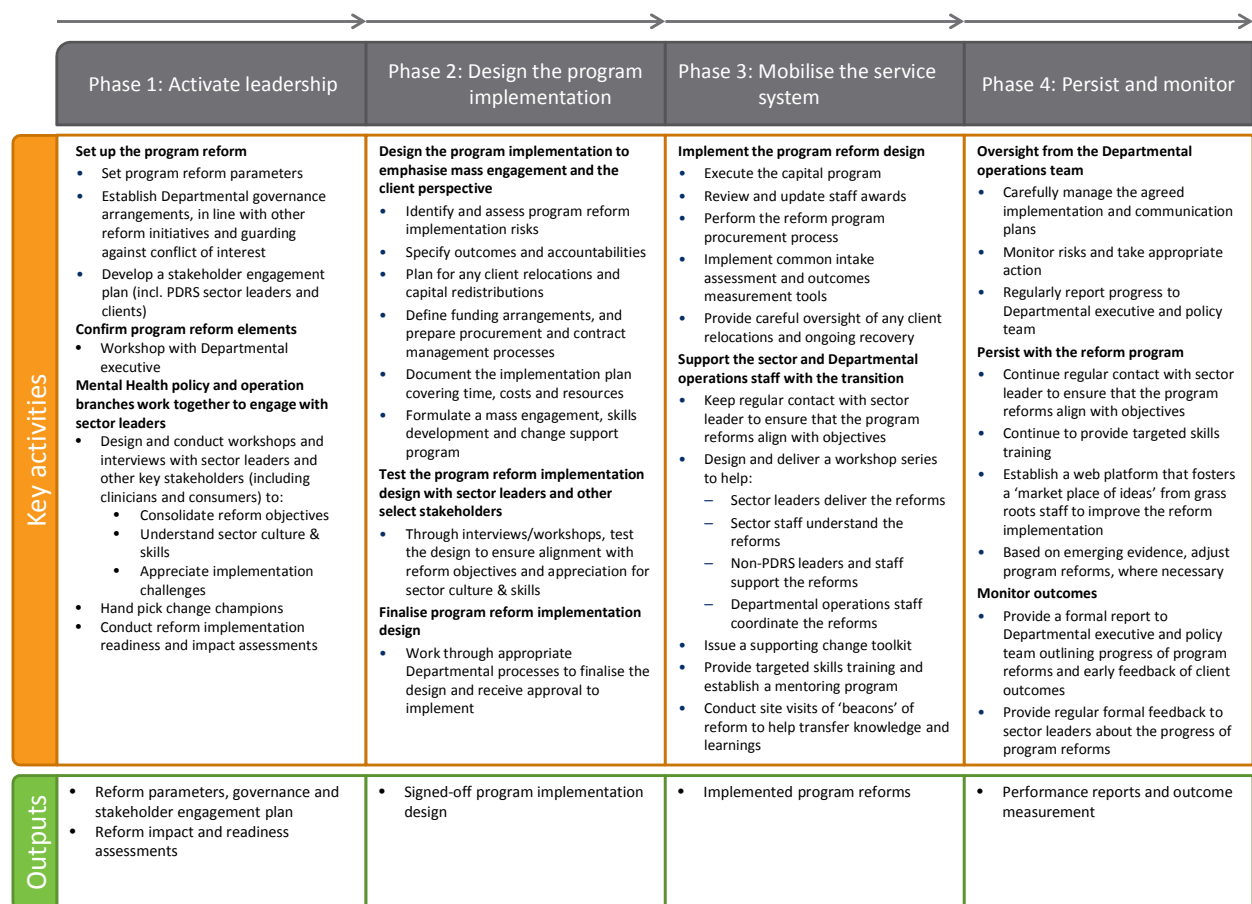 Phase 1: Activate leadership
Phase 2: Design the program
implementation
Phase 3: Mobilise the service
system
Phase 4: Persist and monitor
Key activities
Set up the program reform
• Set program reform parameters
• Establish Departmental governance
arrangements, in line with other
reform initiatives and guarding
against conflict of interest
• Develop a stakeholder engagement
plan (incl. PDRS sector leaders and
clients)
Confirm program reform elements
• Workshop with Departmental
executive
Mental Health policy and operation
branches work together to engage with
sector leaders
• Design and conduct workshops and
interviews with sector leaders and
other key stakeholders (including
clinicians and consumers) to:
• Consolidate reform objectives
• Understand sector culture &
skills
• Appreciate implementation
challenges
• Hand pick change champions
• Conduct reform implementation
readiness and impact assessments
Design the program implementation to
emphasise mass engagement and the
client perspective
• Identify and assess program reform
implementation risks
• Specify outcomes and accountabilities
• Plan for any client relocations and
capital redistributions
• Define funding arrangements, and
prepare procurement and contract
management processes
• Document the implementation plan
covering time, costs and resources
• Formulate a mass engagement, skills
development and change support
program
Test the program reform implementation
design with sector leaders and other
select stakeholders
• Through interviews/workshops, test
the design to ensure alignment with
reform objectives and appreciation for
sector culture & skills
Finalise program reform implementation
design
• Work through appropriate
Departmental processes to finalise the
design and receive approval to
implement
Implement the program reform design
• Execute the capital program
• Review and update staff awards
• Perform the reform program
procurement process
• Implement common intake
assessment and outcomes
measurement tools
• Provide careful oversight of any client
relocations and ongoing recovery
Support the sector and Departmental
operations staff with the transition
• Keep regular contact with sector
leader to ensure that the program
reforms align with objectives
• Design and deliver a workshop series
to help:
– Sector leaders deliver the reforms
– Sector staff understand the
reforms
– Non-PDRS leaders and staff
support the reforms
– Departmental operations staff
coordinate the reforms
• Issue a supporting change toolkit
• Provide targeted skills training and
establish a mentoring program
• Conduct site visits of ‘beacons’ of
reform to help transfer knowledge and
learnings
Oversight from the Departmental
operations team
• Carefully manage the agreed
implementation and communication
plans
• Monitor risks and take appropriate
action
• Regularly report progress to
Departmental executive and policy
team
Persist with the reform program
• Continue regular contact with sector
leader to ensure that the program
reforms align with objectives
• Continue to provide targeted skills
training
• Establish a web platform that fosters
a ‘market place of ideas’ from grass
roots staff to improve the reform
implementation
• Based on emerging evidence, adjust
program reforms, where necessary
Monitor outcomes
• Provide a formal report to
Departmental executive and policy
team outlining progress of program
reforms and early feedback of client
outcomes
• Provide regular formal feedback to
sector leaders about the progress of
program reforms
Outputs
• Reform parameters, governance and
stakeholder engagement plan
• Reform impact and readiness
assessments
• Signed-off program implementation
design
• Implemented program reforms
• Performance reports and outcome
measurement